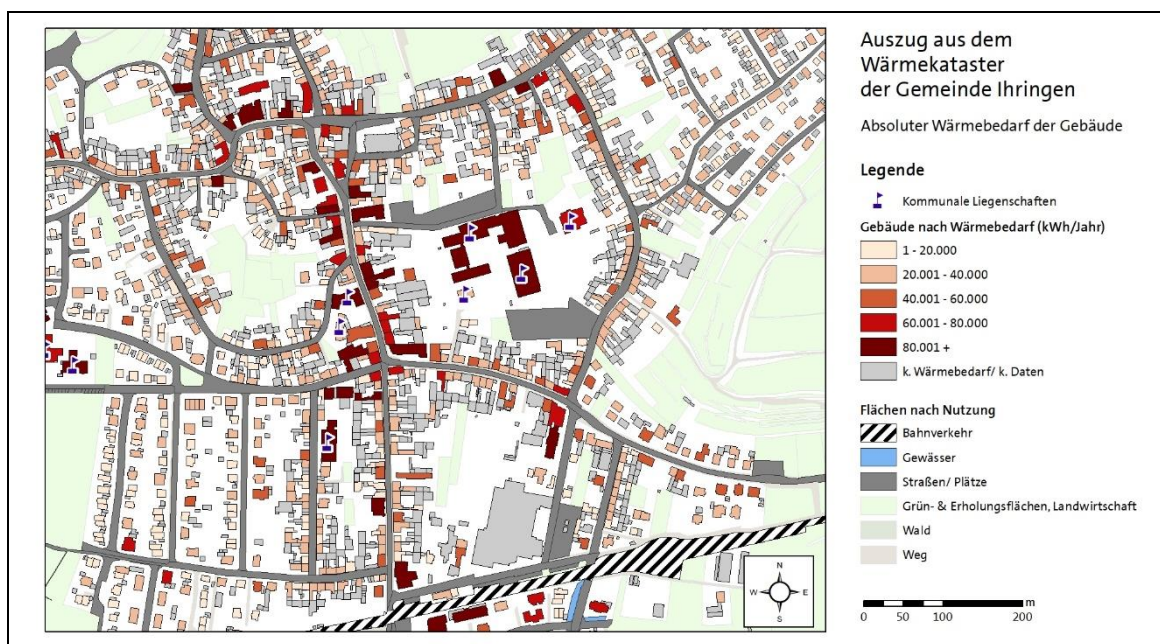 Auszug aus dem
Wärmekataster
der Gemeinde Ihringen
Absoluter Wärmebedarf der Gebäude
Legende
Kommunale Liegenschaften
Gebäude nach Wärmebedarf (kWh/Jahr)
1 - 20.000
20.001 - 40.000
40.001 - 60.000
60.001 - 80.000
80.001 +
k. Wärmebedarf/ k. Daten
Flächen nach Nutzung
Bahnverkehr
Gewässer
Straßen/ Plätze
Grün- & Erholungsflächen, Landwirtschaft
Wald
Weg
N
W E
S
m
0 50 100 200